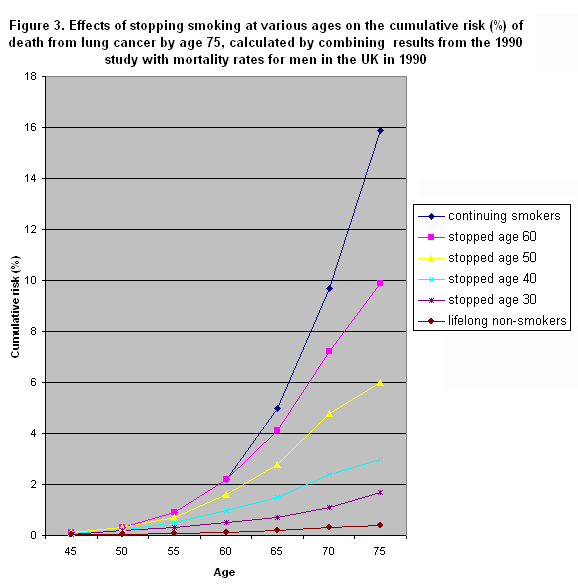 Figure 3. Effects of stopping smoking at various ages on the cumulative risk (%) of
death from lung cancer by age 75, calculated by combining results from the 1990
study with mortality rates for men in the UK in 1990
18
16
14
12
10
8
6
4
2
0
Cumulative risk (%)
45 50 55 60 65 70 75
Age
continuing smokers
stopped age 60
stopped age 50
stopped age 40
stopped age 30
lifelong non-smokers